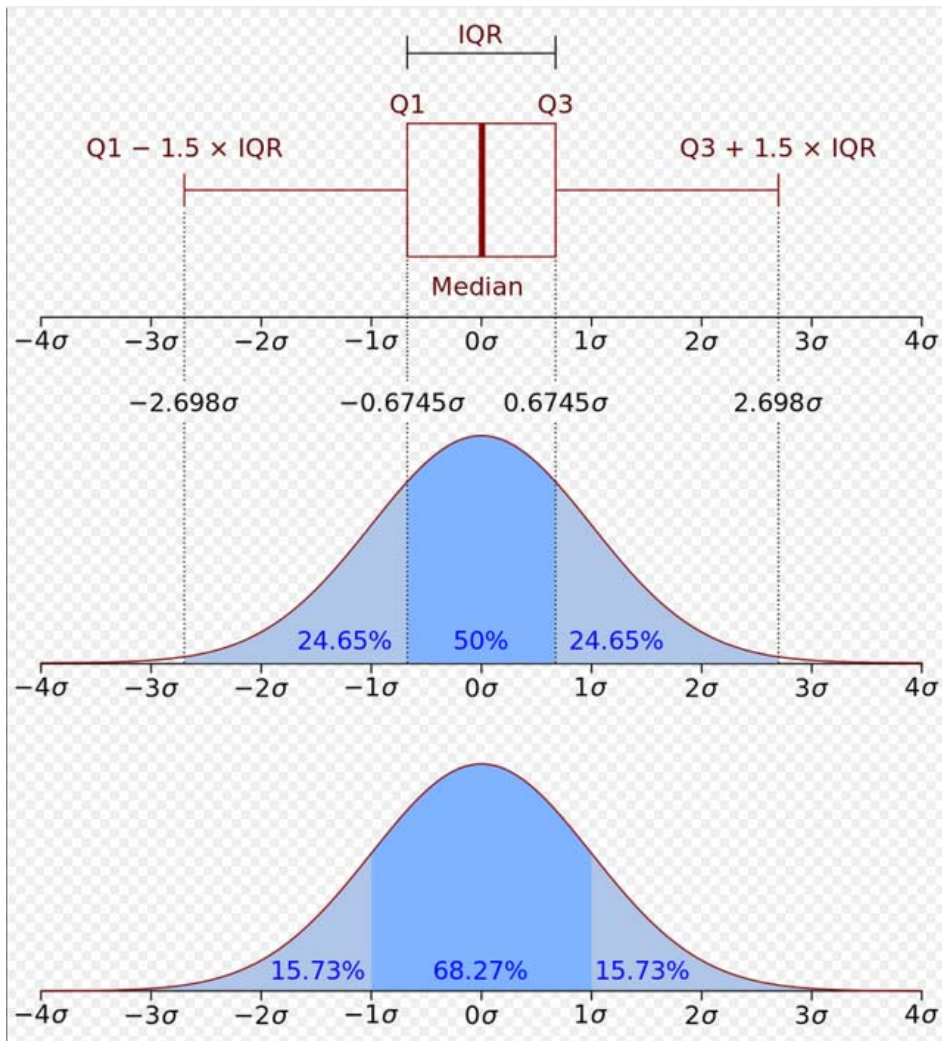 IQR
Q1 Q3
Q1 − 1.5 × IQR Q3 + 1.5 × IQR
Median
−4σ −3σ −2σ −1σ 0σ 1σ 2σ 3σ 4σ
−2.698σ −0.6745σ 0.6745σ 2.698σ
24.65% 50% 24.65%
−4σ −3σ −2σ −1σ 0σ 1σ 2σ 3σ 4σ
15.73% 68.27% 15.73%
−4σ −3σ −2σ −1σ 0σ 1σ 2σ 3σ 4σ